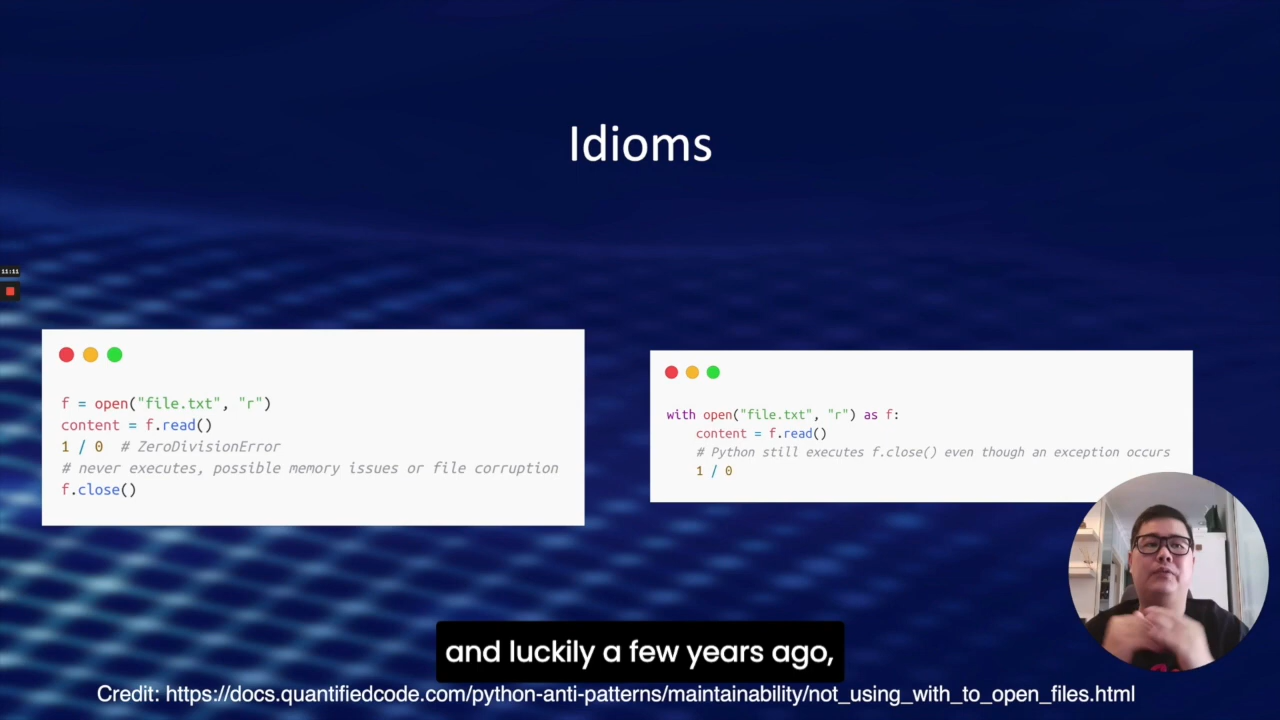 Idioms
11:11
f = open("file.txt", "r")
content = f.read()
1 / 0  # ZeroDivisionError
# never executes, possible memory issues or file corruption
f.close()
with open("file.txt", "r") as f:
    content = f.read()
    # Python still executes f.close() even though an exception occurs
    1 / 0
and luckily a few years ago,
Credit: https://docs.quantifiedcode.com/python-anti-patterns/maintainability/not_using_with_to_open_files.html